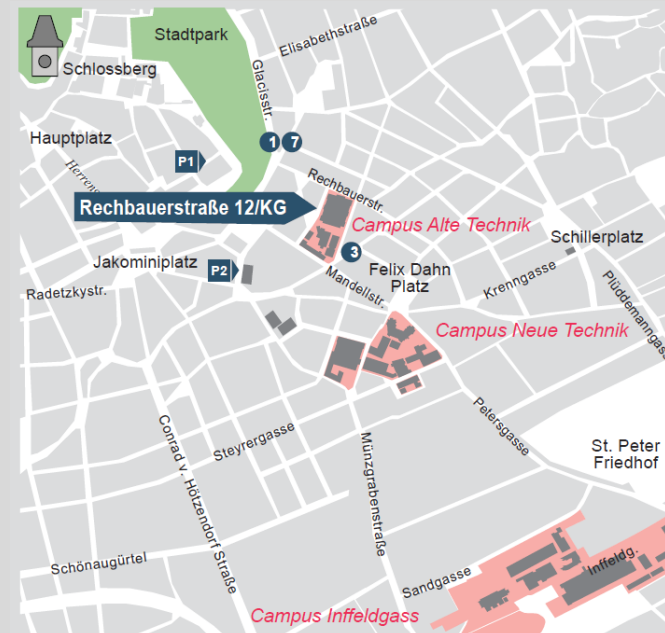 Stadtpark
Elisabethstraße
Schlossberg
Glacisstr.
Hauptplatz
1 7
P1
Rechbauerstr.
Rechbauerstraße 12/KG
Campus Alte Technik
3
Schillerplatz
Jakominiplatz
P2
Felix Dahn
Platz
Krenngasse
Radetzkystr.
Mandellstr.
Plüddemanngass
Campus Neue Technik
Petersgasse
Steyrergasse
Conrad v. Hötzendorf Straße
Münzgrabenstraße
St. Peter
Friedhof
Schönaugürtel
Sandgasse
Inffeldg.
Campus Inffeldgass